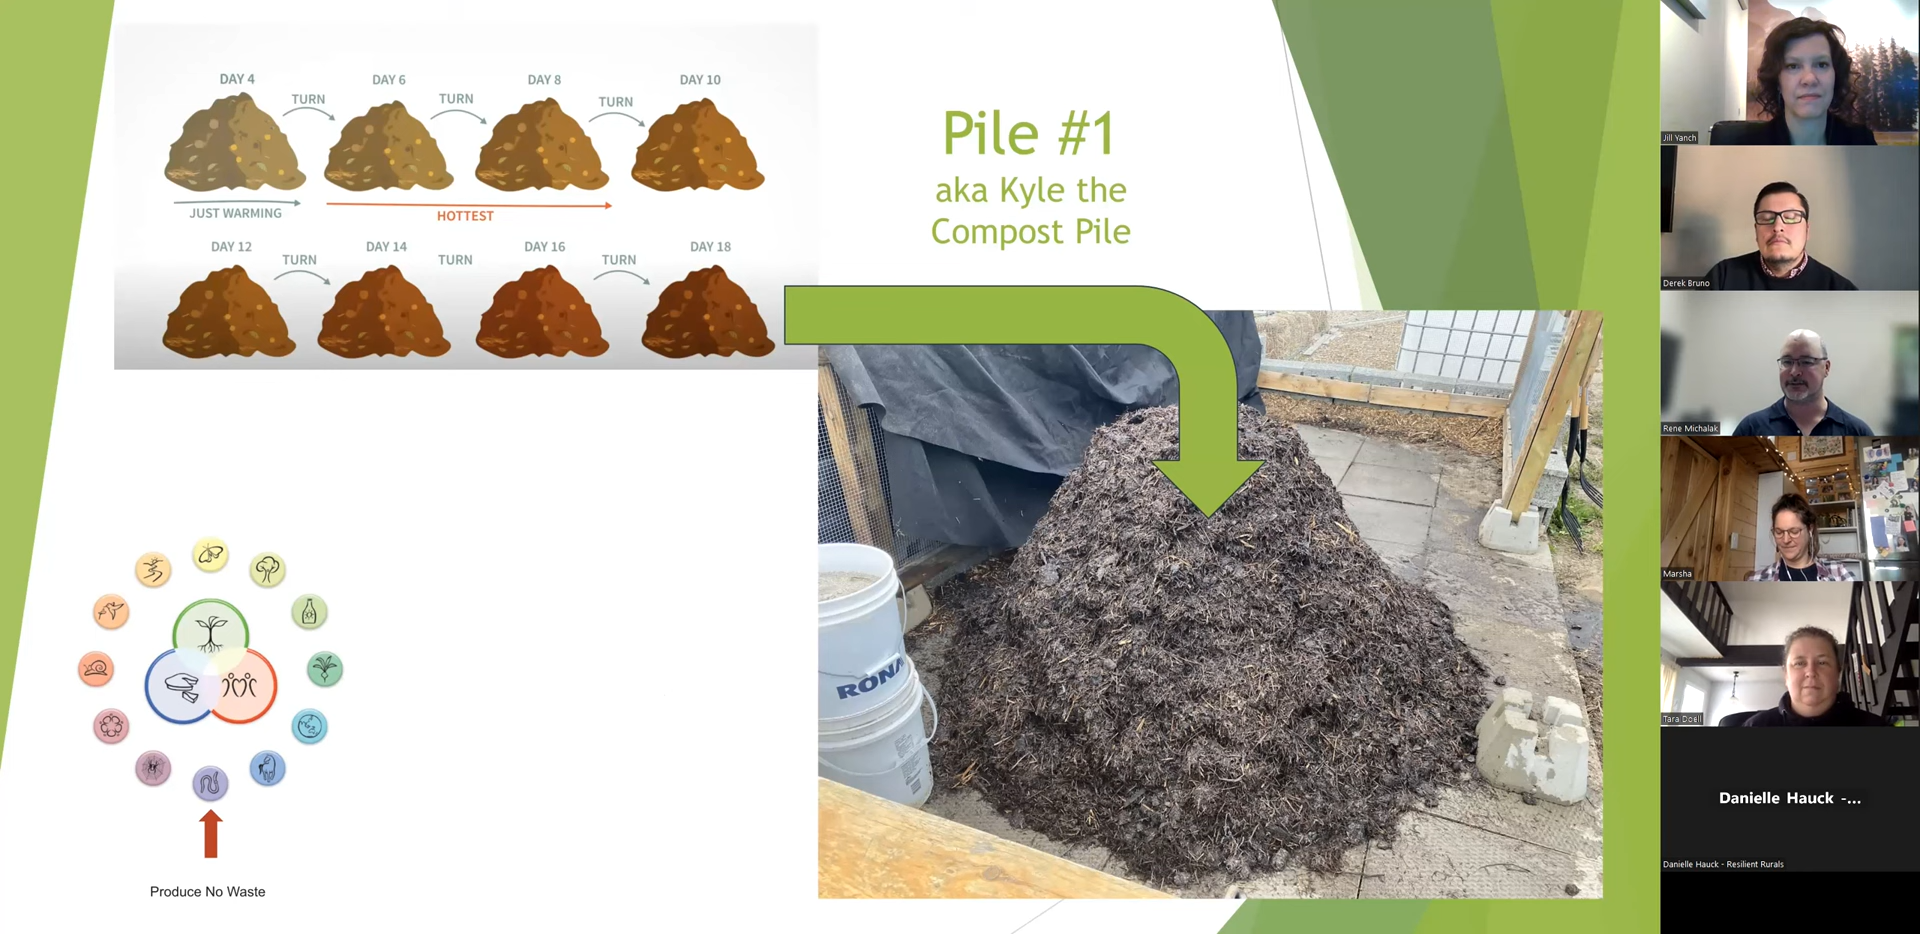 DAY 4
DAY 6
DAY 8
DAY 10
TURN
TURN
TURN
JUST WARMING
HOTTEST
DAY 12
DAY 14
DAY 16
DAY 18
TURN
TURN
TURN
Pile #1
aka Kyle the
Compost Pile
RONA
Produce No Waste
Jill Yanch
Derek Bruno
Rene Michalak
Marsha
Tara Doell
Danielle Hauck -...
Danielle Hauck - Resilient Rurals